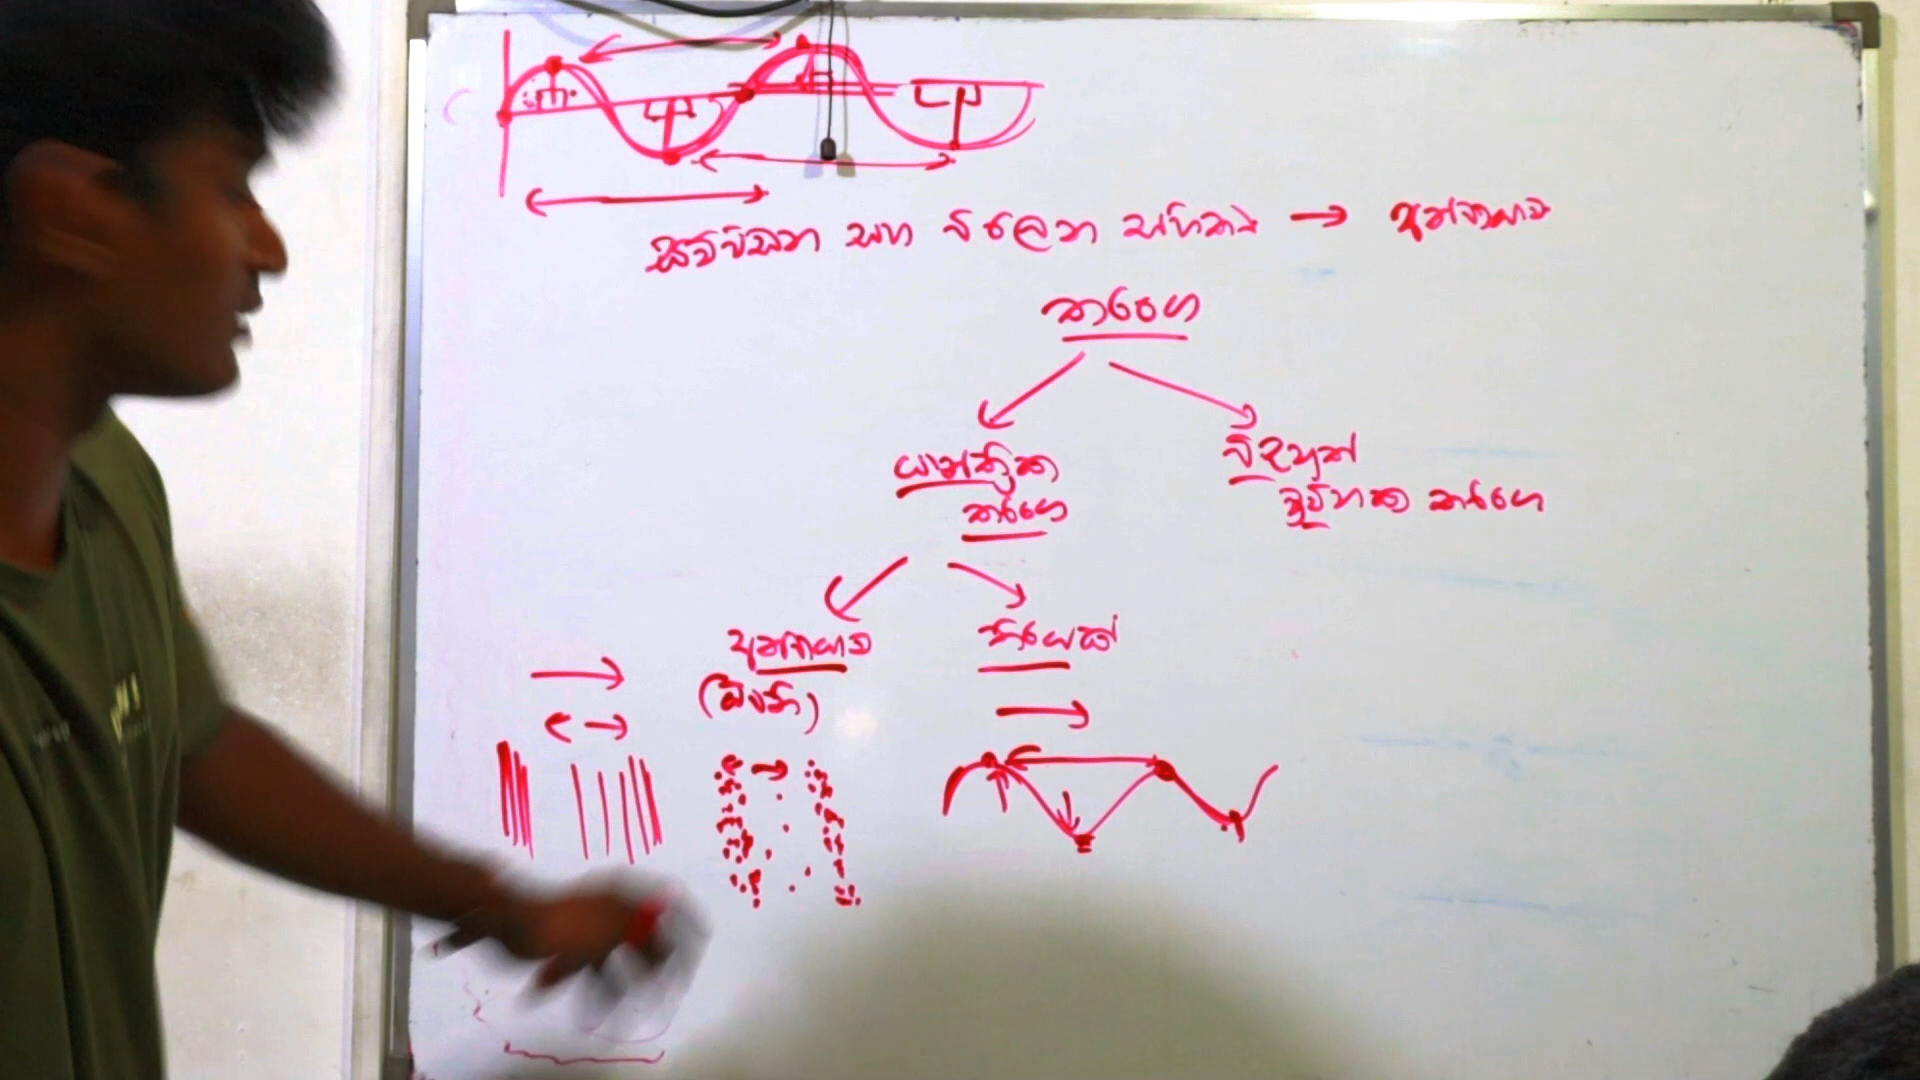 සම්පීඩන සහ විරලන සහිතයි → අන්වායාම
තරංග
යාන්ත්‍රික
තරංග
විද්‍යුත්
චුම්භක තරංග
අන්වායාම
තිර්යක්
(ධ්වනි)